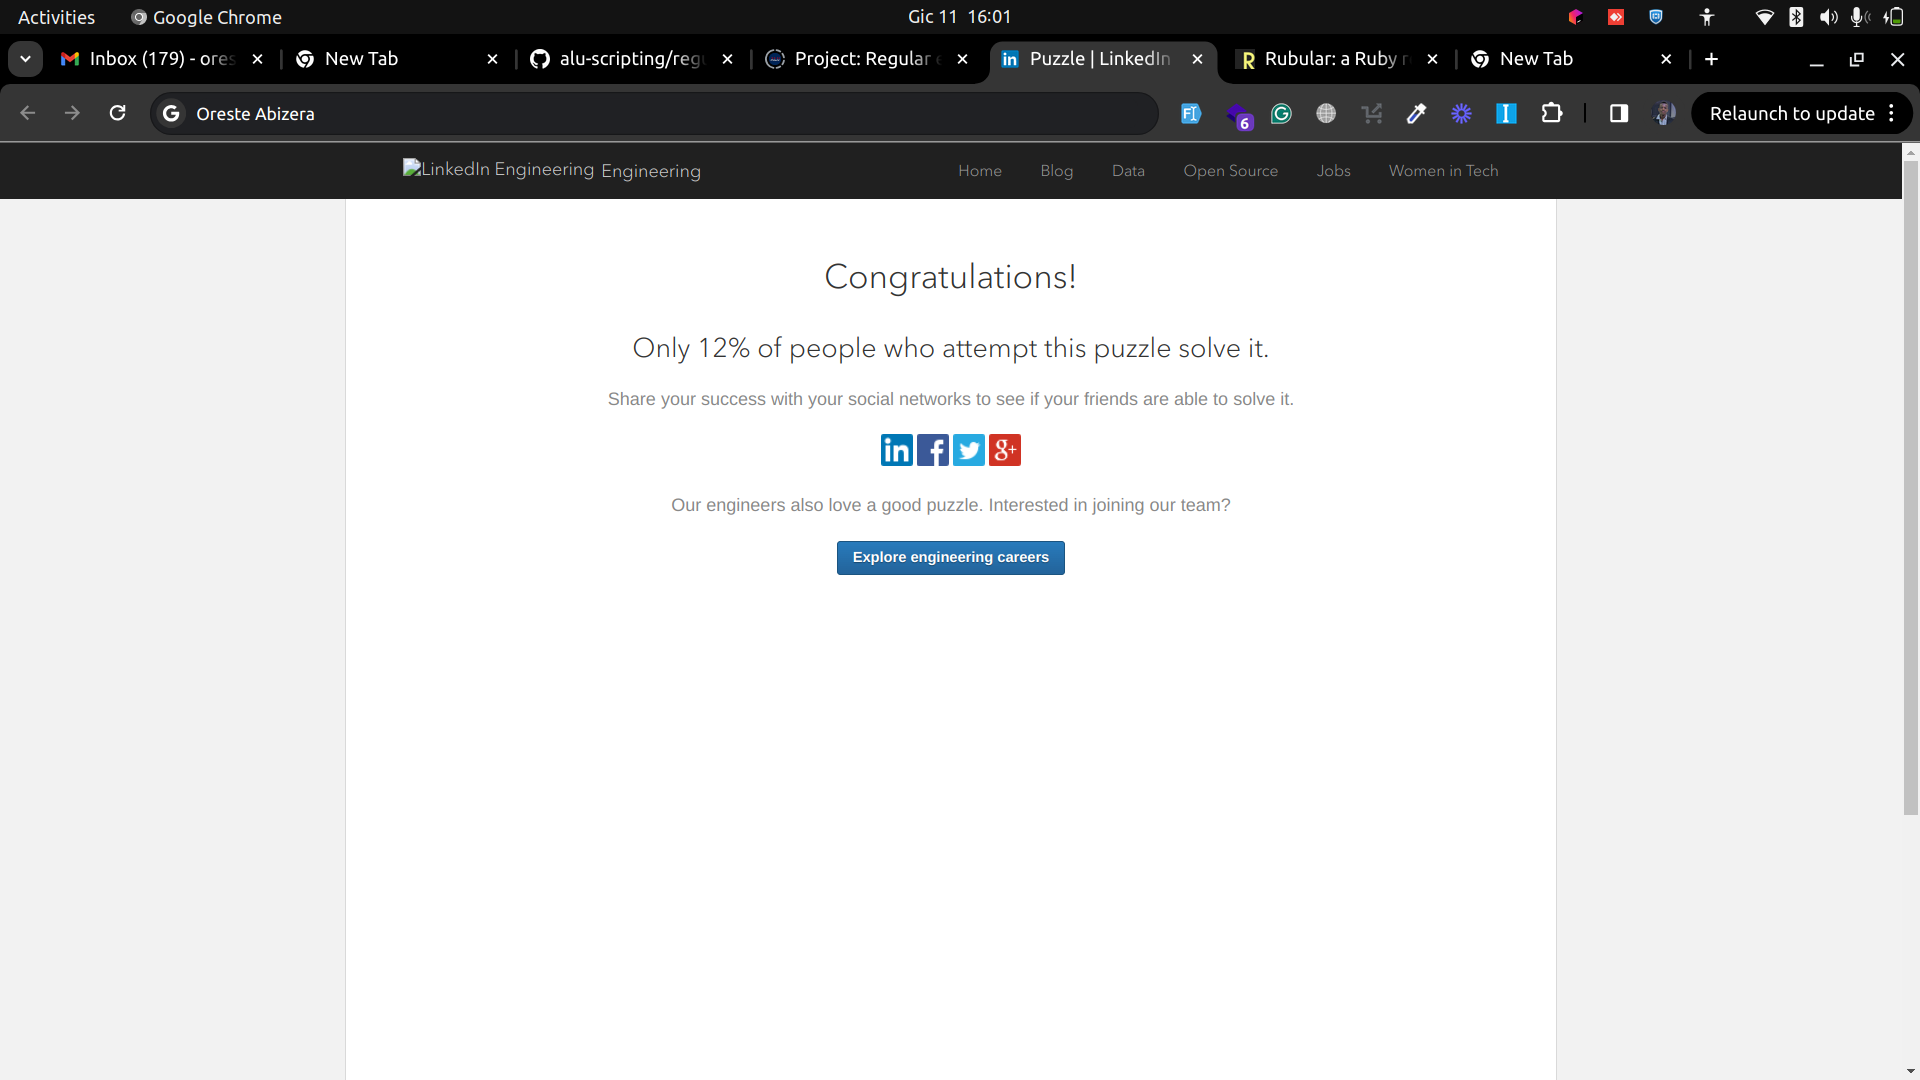 Activities
Google Chrome
Gic 11 16:01
Inbox (179) - ores
New Tab
alu-scripting/regu
Project: Regular e
Puzzle | LinkedIn
Rubular: a Ruby r
New Tab
Oreste Abizera
6
Relaunch to update
LinkedIn Engineering Engineering
Home
Blog
Data
Open Source
Jobs
Women in Tech
Congratulations!
Only 12% of people who attempt this puzzle solve it.
Share your success with your social networks to see if your friends are able to solve it.
Our engineers also love a good puzzle. Interested in joining our team?
Explore engineering careers